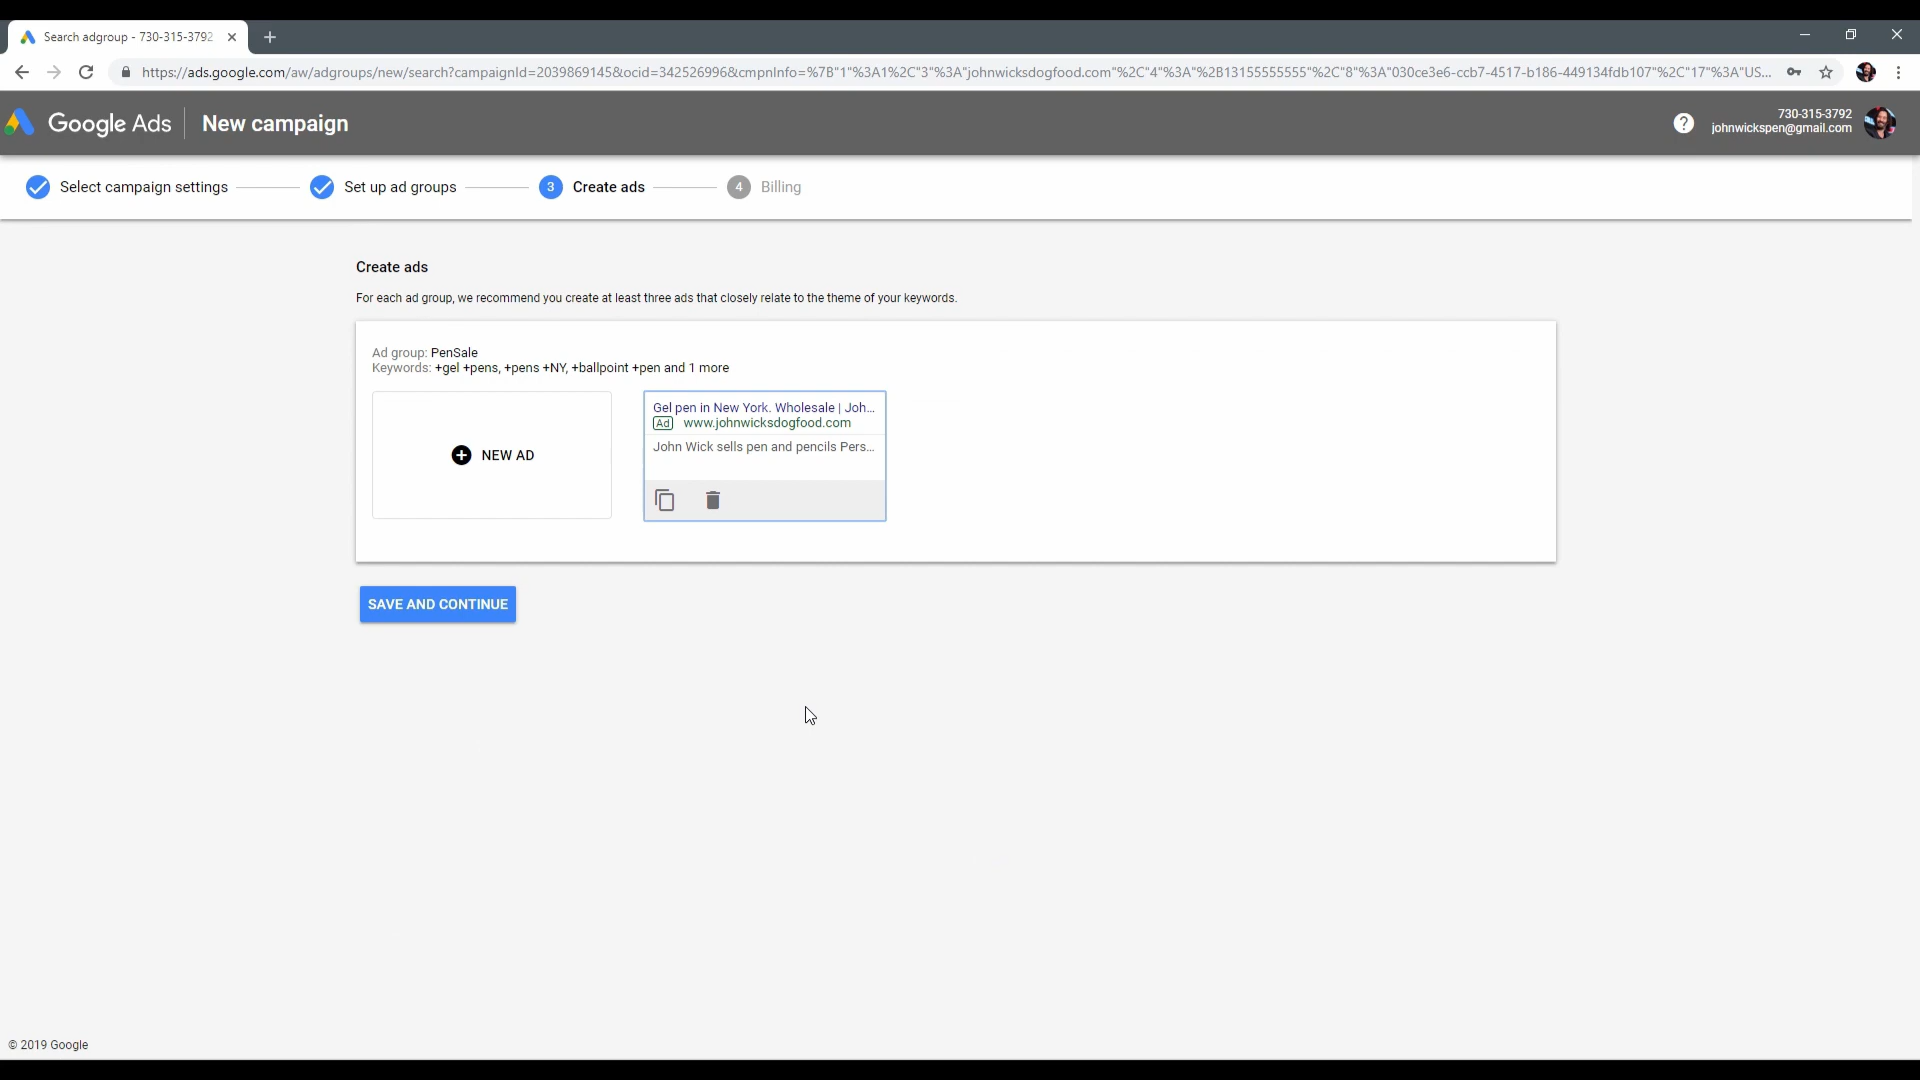 Search adgroup - 730-315-3792
https://ads.google.com/aw/adgroups/new/search?campaignId=2039869145&ocid=342526996&cmpnInfo=%7B"1"%3A1%2C"3"%3A"johnwicksdogfood.com"%2C"4"%3A"%2B13155555555"%2C"8"%3A"030ce3e6-ccb7-4517-b186-449134fdb107"%2C"17"%3A"US...
Google Ads New campaign
?
730-315-3792
johnwickspen@gmail.com
Select campaign settings Set up ad groups 3 Create ads 4 Billing
Create ads
For each ad group, we recommend you create at least three ads that closely relate to the theme of your keywords.
Ad group: PenSale
Keywords: +gel +pens, +pens +NY, +ballpoint +pen and 1 more
NEW AD
Gel pen in New York. Wholesale | Joh...
Ad www.johnwicksdogfood.com
John Wick sells pen and pencils Pers...
SAVE AND CONTINUE
© 2019 Google